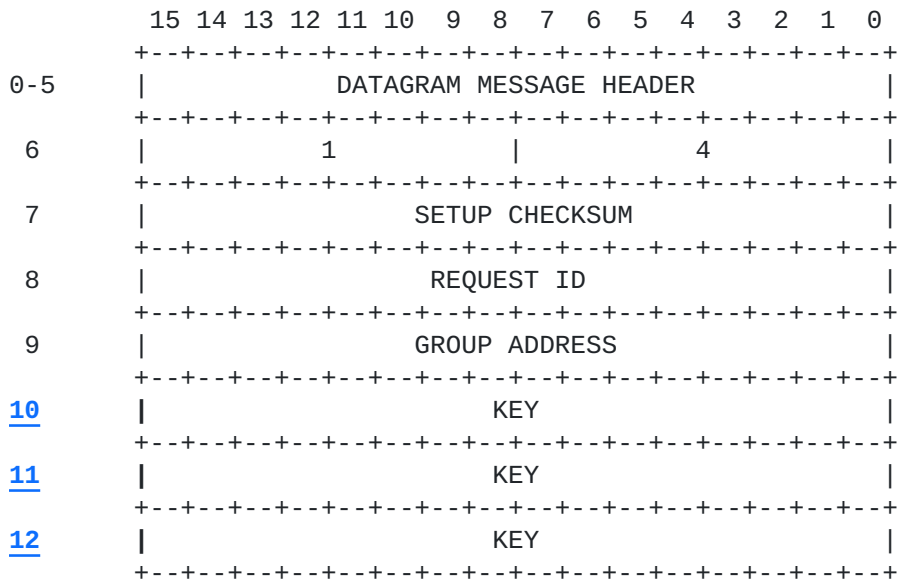 15 14 13 12 11 10  9  8  7  6  5  4  3  2  1  0
+--+--+--+--+--+--+--+--+--+--+--+--+--+--+--+--+
0-5 | DATAGRAM MESSAGE HEADER |
+--+--+--+--+--+--+--+--+--+--+--+--+--+--+--+--+
6 | 1 | 4 |
+--+--+--+--+--+--+--+--+--+--+--+--+--+--+--+--+
7 | SETUP CHECKSUM |
+--+--+--+--+--+--+--+--+--+--+--+--+--+--+--+--+
8 | REQUEST ID |
+--+--+--+--+--+--+--+--+--+--+--+--+--+--+--+--+
9 | GROUP ADDRESS |
+--+--+--+--+--+--+--+--+--+--+--+--+--+--+--+--+
10 | KEY |
+--+--+--+--+--+--+--+--+--+--+--+--+--+--+--+--+
11 | KEY |
+--+--+--+--+--+--+--+--+--+--+--+--+--+--+--+--+
12 | KEY |
+--+--+--+--+--+--+--+--+--+--+--+--+--+--+--+--+